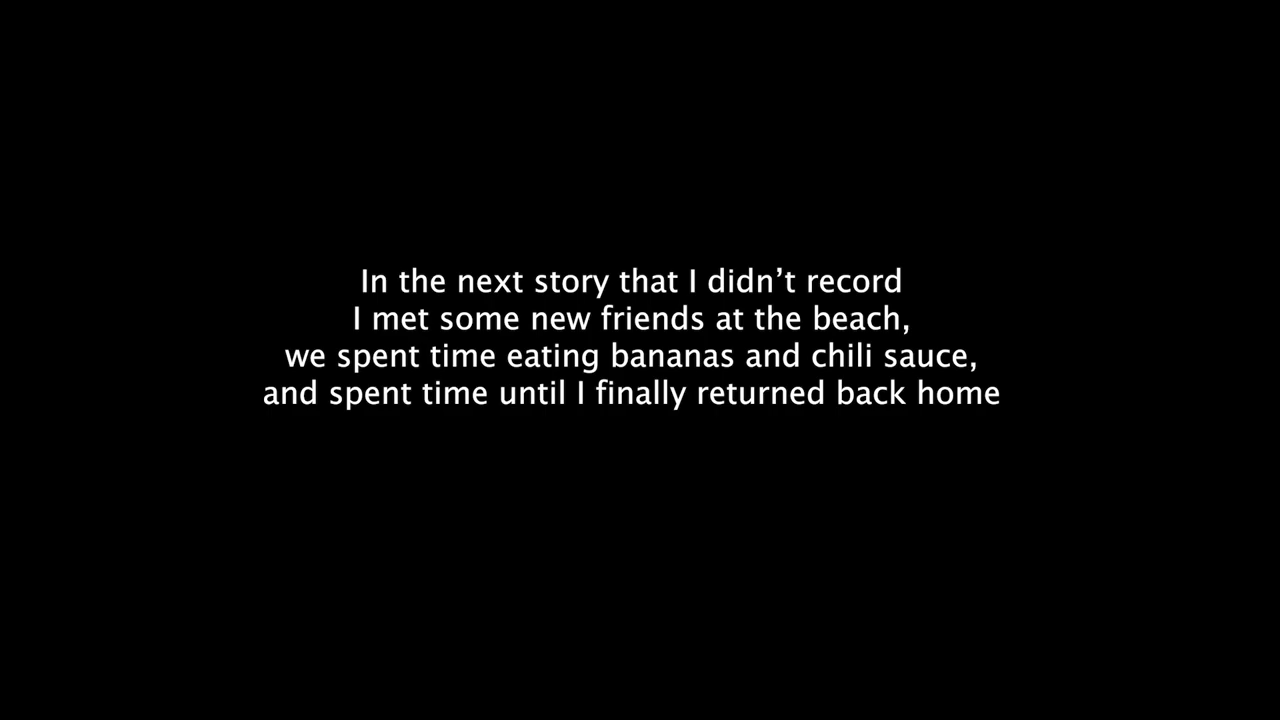 In the next story that I didn’t record
I met some new friends at the beach,
we spent time eating bananas and chili sauce,
and spent time until I finally returned back home